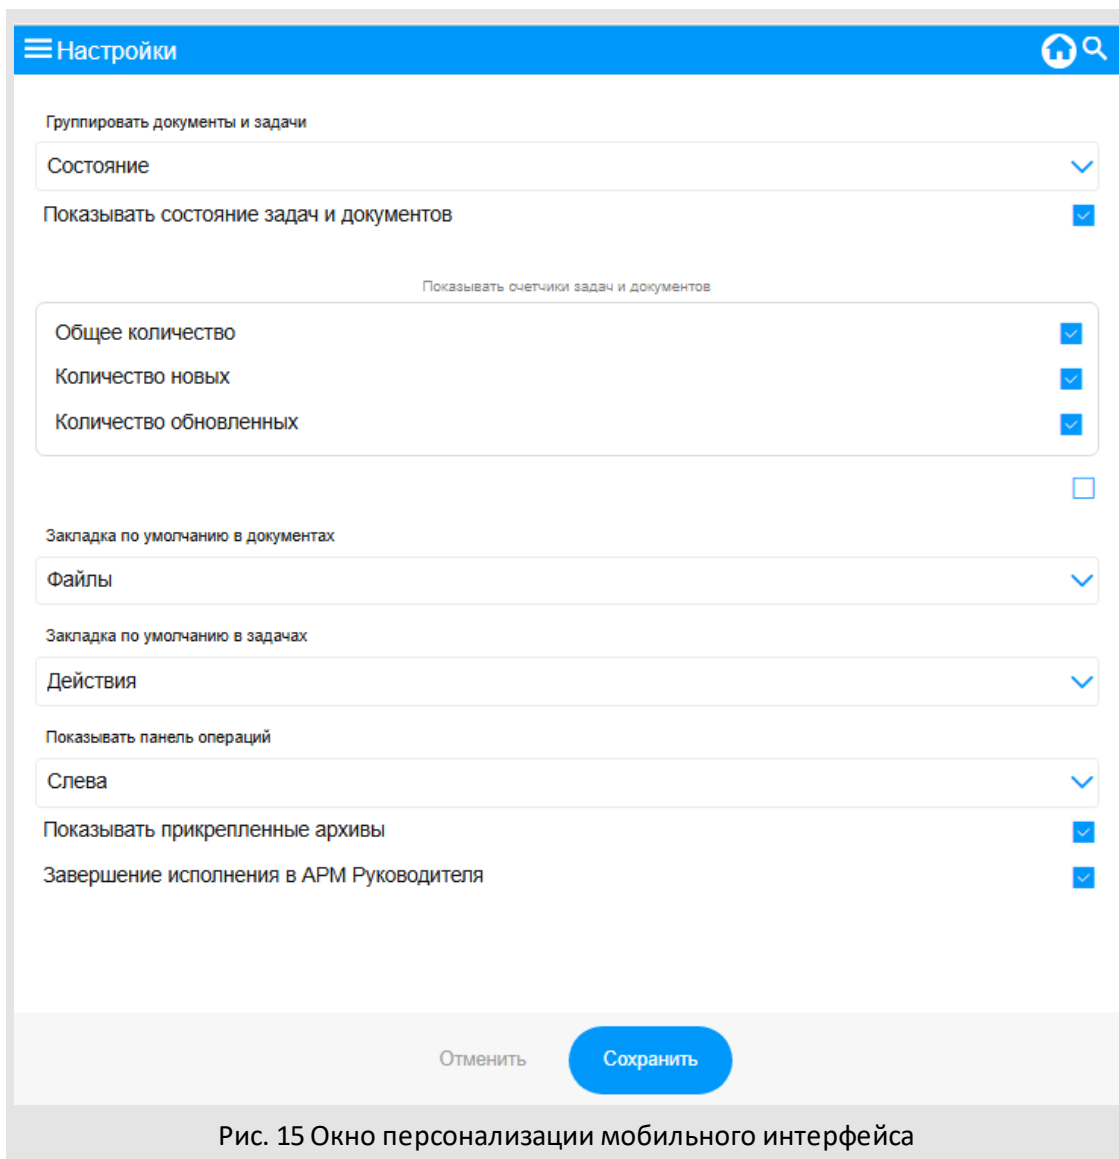 Настройки
Группировать документы и задачи
Состояние
Показывать состояние задач и документов
Показывать счетчики задач и документов
Общее количество
Количество новых
Количество обновленных
Закладка по умолчанию в документах
Файлы
Закладка по умолчанию в задачах
Действия
Показывать панель операций
Слева
Показывать прикрепленные архивы
Завершение исполнения в АРМ Руководителя
Отменить Сохранить
Рис. 15 Окно персонализации мобильного интерфейса